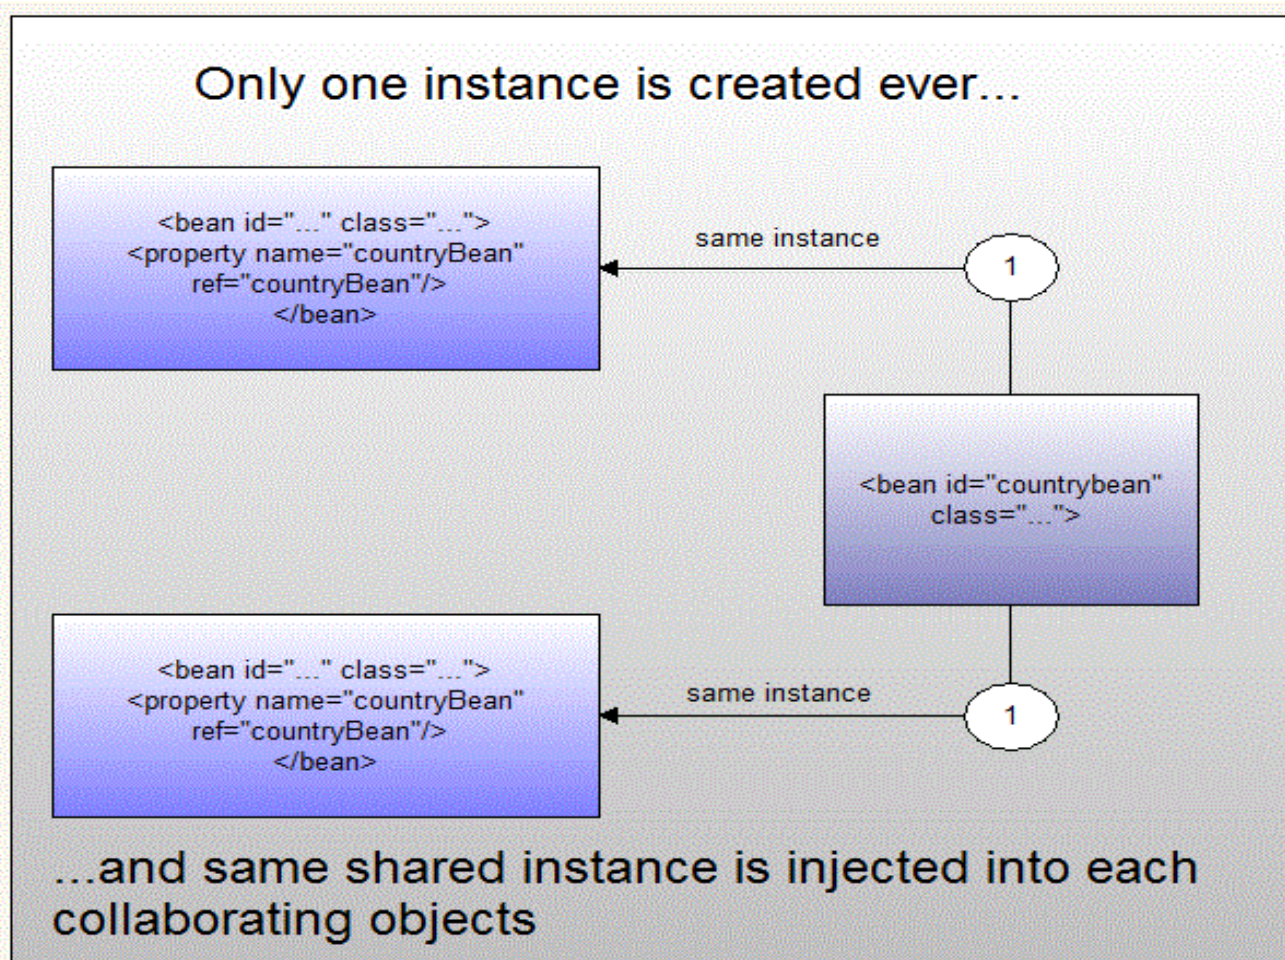 Only one instance is created ever...
<bean id="..." class="...">
<property name="countryBean"
ref="countryBean"/>
</bean>
same instance
1
<bean id="countrybean"
class="...">
<bean id="..." class="...">
<property name="countryBean"
ref="countryBean"/>
</bean>
same instance
1
...and same shared instance is injected into each
collaborating objects